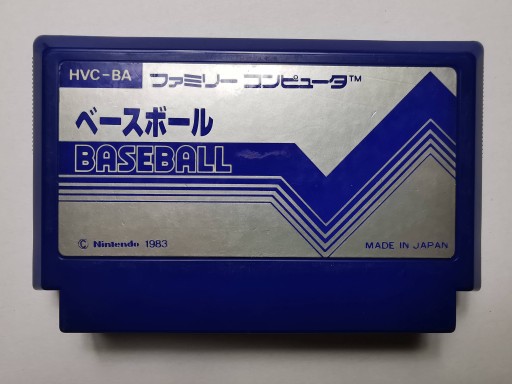 HVC-BA ファミリー コンピュータ™
ベースボール
BASEBALL
© Nintendo 1983
MADE IN JAPAN